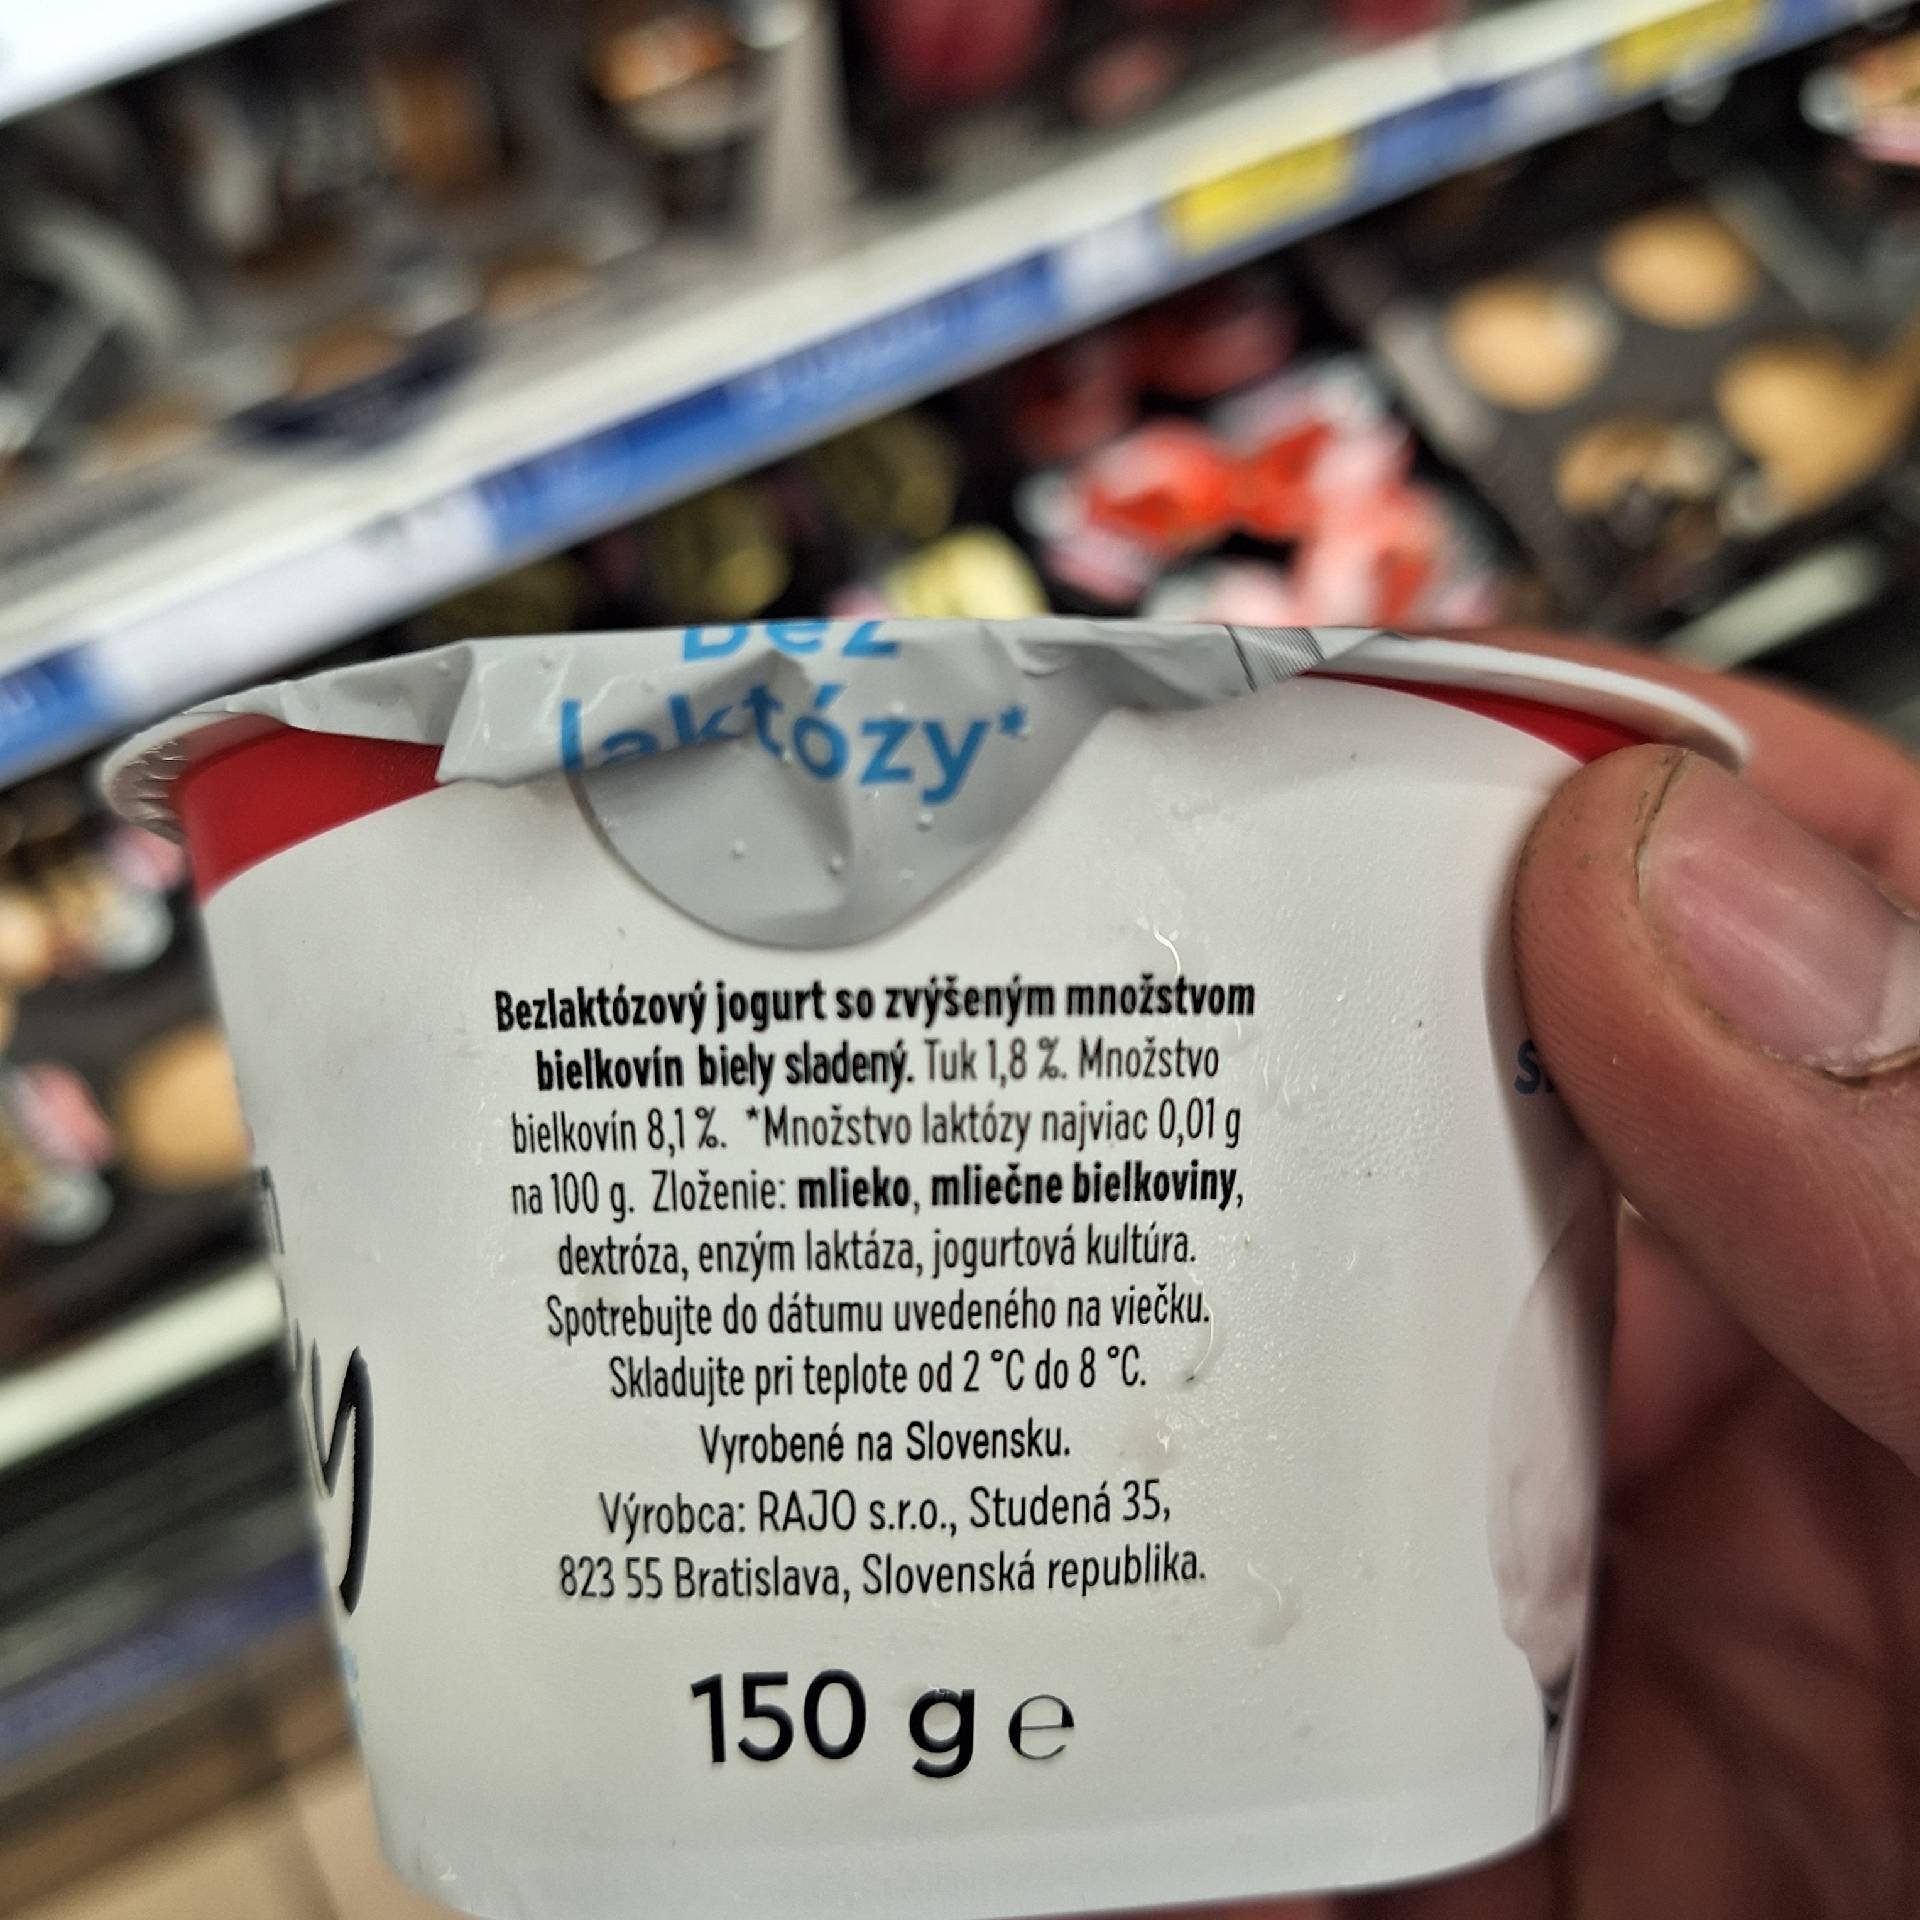 bez
laktózy*
Bezlaktózový jogurt so zvýšeným množstvom
bielkovín biely sladený. Tuk 1,8 %. Množstvo
bielkovín 8,1 %. *Množstvo laktózy najviac 0,01 g
na 100 g. Zloženie: mlieko, mliečne bielkoviny,
dextróza, enzým laktáza, jogurtová kultúra.
Spotrebujte do dátumu uvedeného na viečku.
Skladujte pri teplote od 2 °C do 8 °C.
Vyrobené na Slovensku.
Výrobca: RAJO s.r.o., Studená 35,
823 55 Bratislava, Slovenská republika.
150 g e